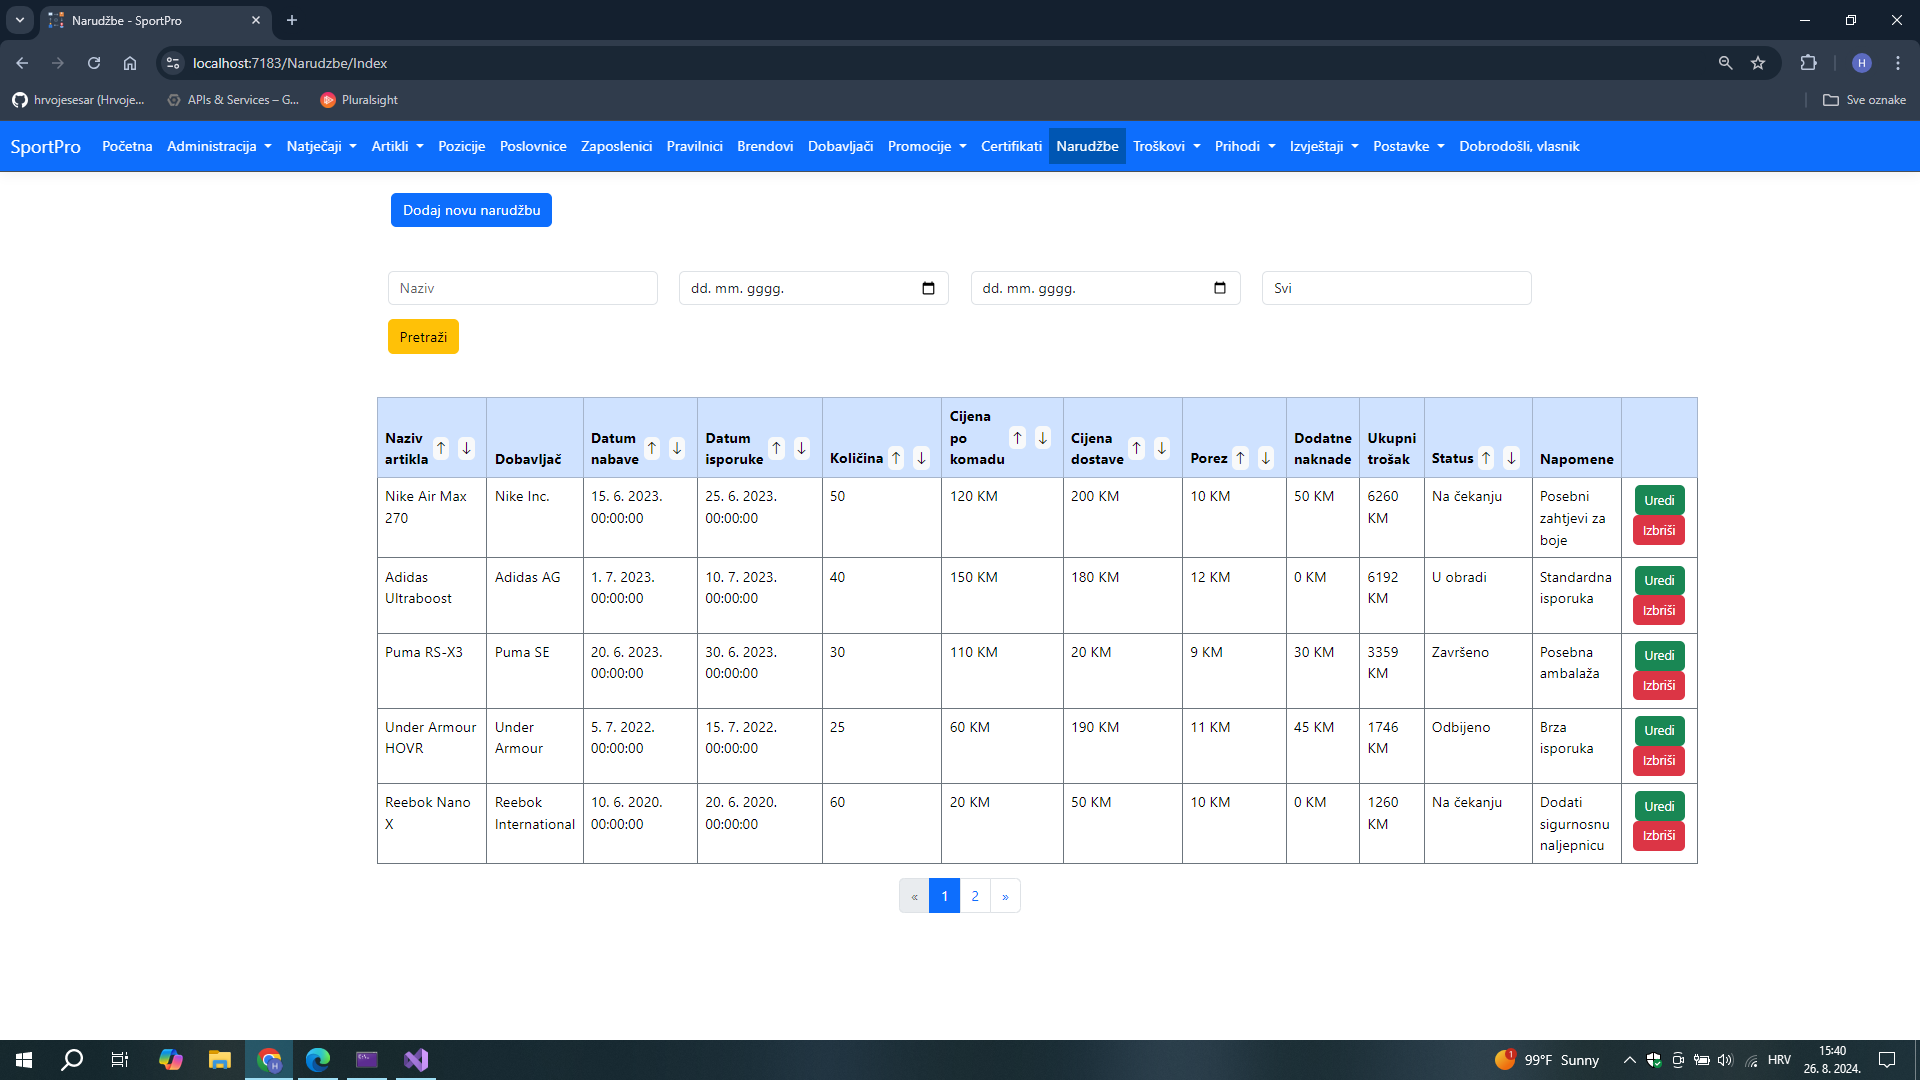 Narudžbe - SportPro
localhost:7183/Narudzbe/Index
H
hrvojesesar (Hrvoje...
APIs & Services – G...
Pluralsight
Sve oznake
SportPro Početna Administracija Natječaji Artikli Pozicije Poslovnice Zaposlenici Pravilnici Brendovi Dobavljači Promocije Certifikati Narudžbe Troškovi Prihodi Izvještaji Postavke Dobrodošli, vlasnik
Dodaj novu narudžbu
Naziv dd. mm. gggg. dd. mm. gggg. Svi
Pretraži
Naziv artikla ↑ ↓ Dobavljač Datum nabave ↑ ↓ Datum isporuke ↑ ↓ Količina ↑ ↓ Cijena po komadu ↑ ↓ Cijena dostave ↑ ↓ Porez ↑ ↓ Dodatne naknade Ukupni trošak Status ↑ ↓ Napomene
Nike Air Max 270 Nike Inc. 15. 6. 2023. 00:00:00 25. 6. 2023. 00:00:00 50 120 KM 200 KM 10 KM 50 KM 6260 KM Na čekanju Posebni zahtjevi za boje Uredi Izbriši
Adidas Ultraboost Adidas AG 1. 7. 2023. 00:00:00 10. 7. 2023. 00:00:00 40 150 KM 180 KM 12 KM 0 KM 6192 KM U obradi Standardna isporuka Uredi Izbriši
Puma RS-X3 Puma SE 20. 6. 2023. 00:00:00 30. 6. 2023. 00:00:00 30 110 KM 20 KM 9 KM 30 KM 3359 KM Završeno Posebna ambalaža Uredi Izbriši
Under Armour HOVR Under Armour 5. 7. 2022. 00:00:00 15. 7. 2022. 00:00:00 25 60 KM 190 KM 11 KM 45 KM 1746 KM Odbijeno Brza isporuka Uredi Izbriši
Reebok Nano X Reebok International 10. 6. 2020. 00:00:00 20. 6. 2020. 00:00:00 60 20 KM 50 KM 10 KM 0 KM 1260 KM Na čekanju Dodati sigurnosnu naljepnicu Uredi Izbriši
« 1 2 »
1 99°F Sunny HRV 15:40
26. 8. 2024.